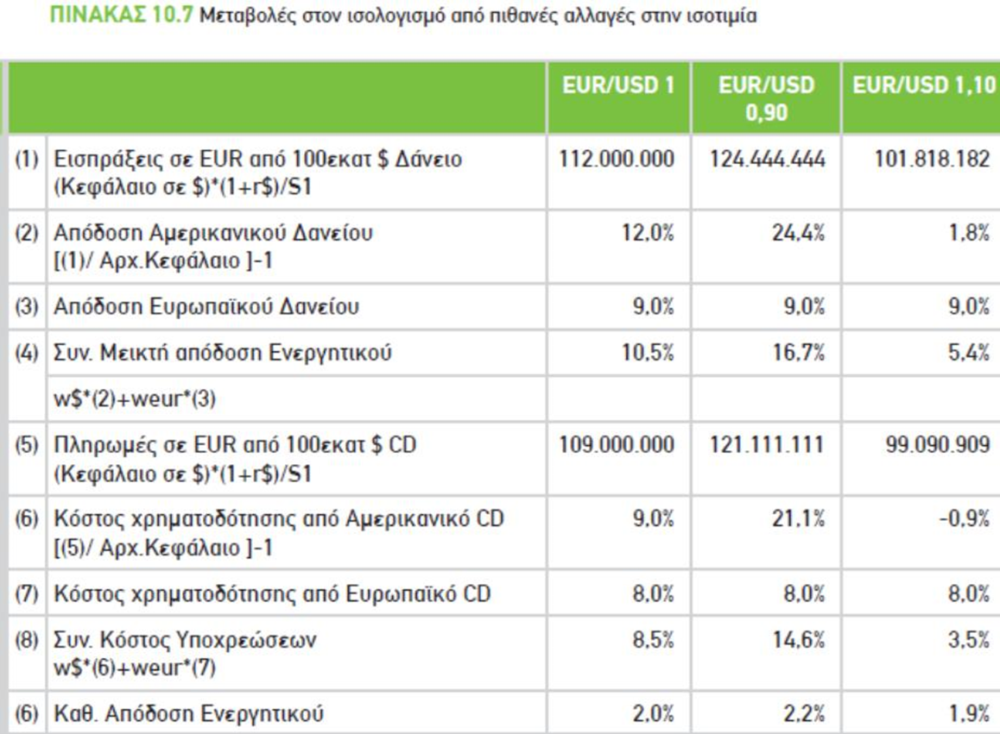 ΠΙΝΑΚΑΣ 10.7 Μεταβολές στον ισολογισμό από πιθανές αλλαγές στην ισοτιμία
EUR/USD 1 EUR/USD 0,90 EUR/USD 1,10
(1) Εισπράξεις σε EUR από 100εκατ $ Δάνειο 112.000.000 124.444.444 101.818.182
(Κεφάλαιο σε $)*(1+r$)/S1
(2) Απόδοση Αμερικανικού Δανείου 12,0% 24,4% 1,8%
[(1)/ Αρχ.Κεφάλαιο ]-1
(3) Απόδοση Ευρωπαϊκού Δανείου 9,0% 9,0% 9,0%
(4) Συν. Μεικτή απόδοση Ενεργητικού 10,5% 16,7% 5,4%
w$*(2)+weur*(3)
(5) Πληρωμές σε EUR από 100εκατ $ CD 109.000.000 121.111.111 99.090.909
(Κεφάλαιο σε $)*(1+r$)/S1
(6) Κόστος χρηματοδότησης από Αμερικανικό CD 9,0% 21,1% -0,9%
[(5)/ Αρχ.Κεφάλαιο ]-1
(7) Κόστος χρηματοδότησης από Ευρωπαϊκό CD 8,0% 8,0% 8,0%
(8) Συν. Κόστος Υποχρεώσεων 8,5% 14,6% 3,5%
w$*(6)+weur*(7)
(6) Καθ. Απόδοση Ενεργητικού 2,0% 2,2% 1,9%